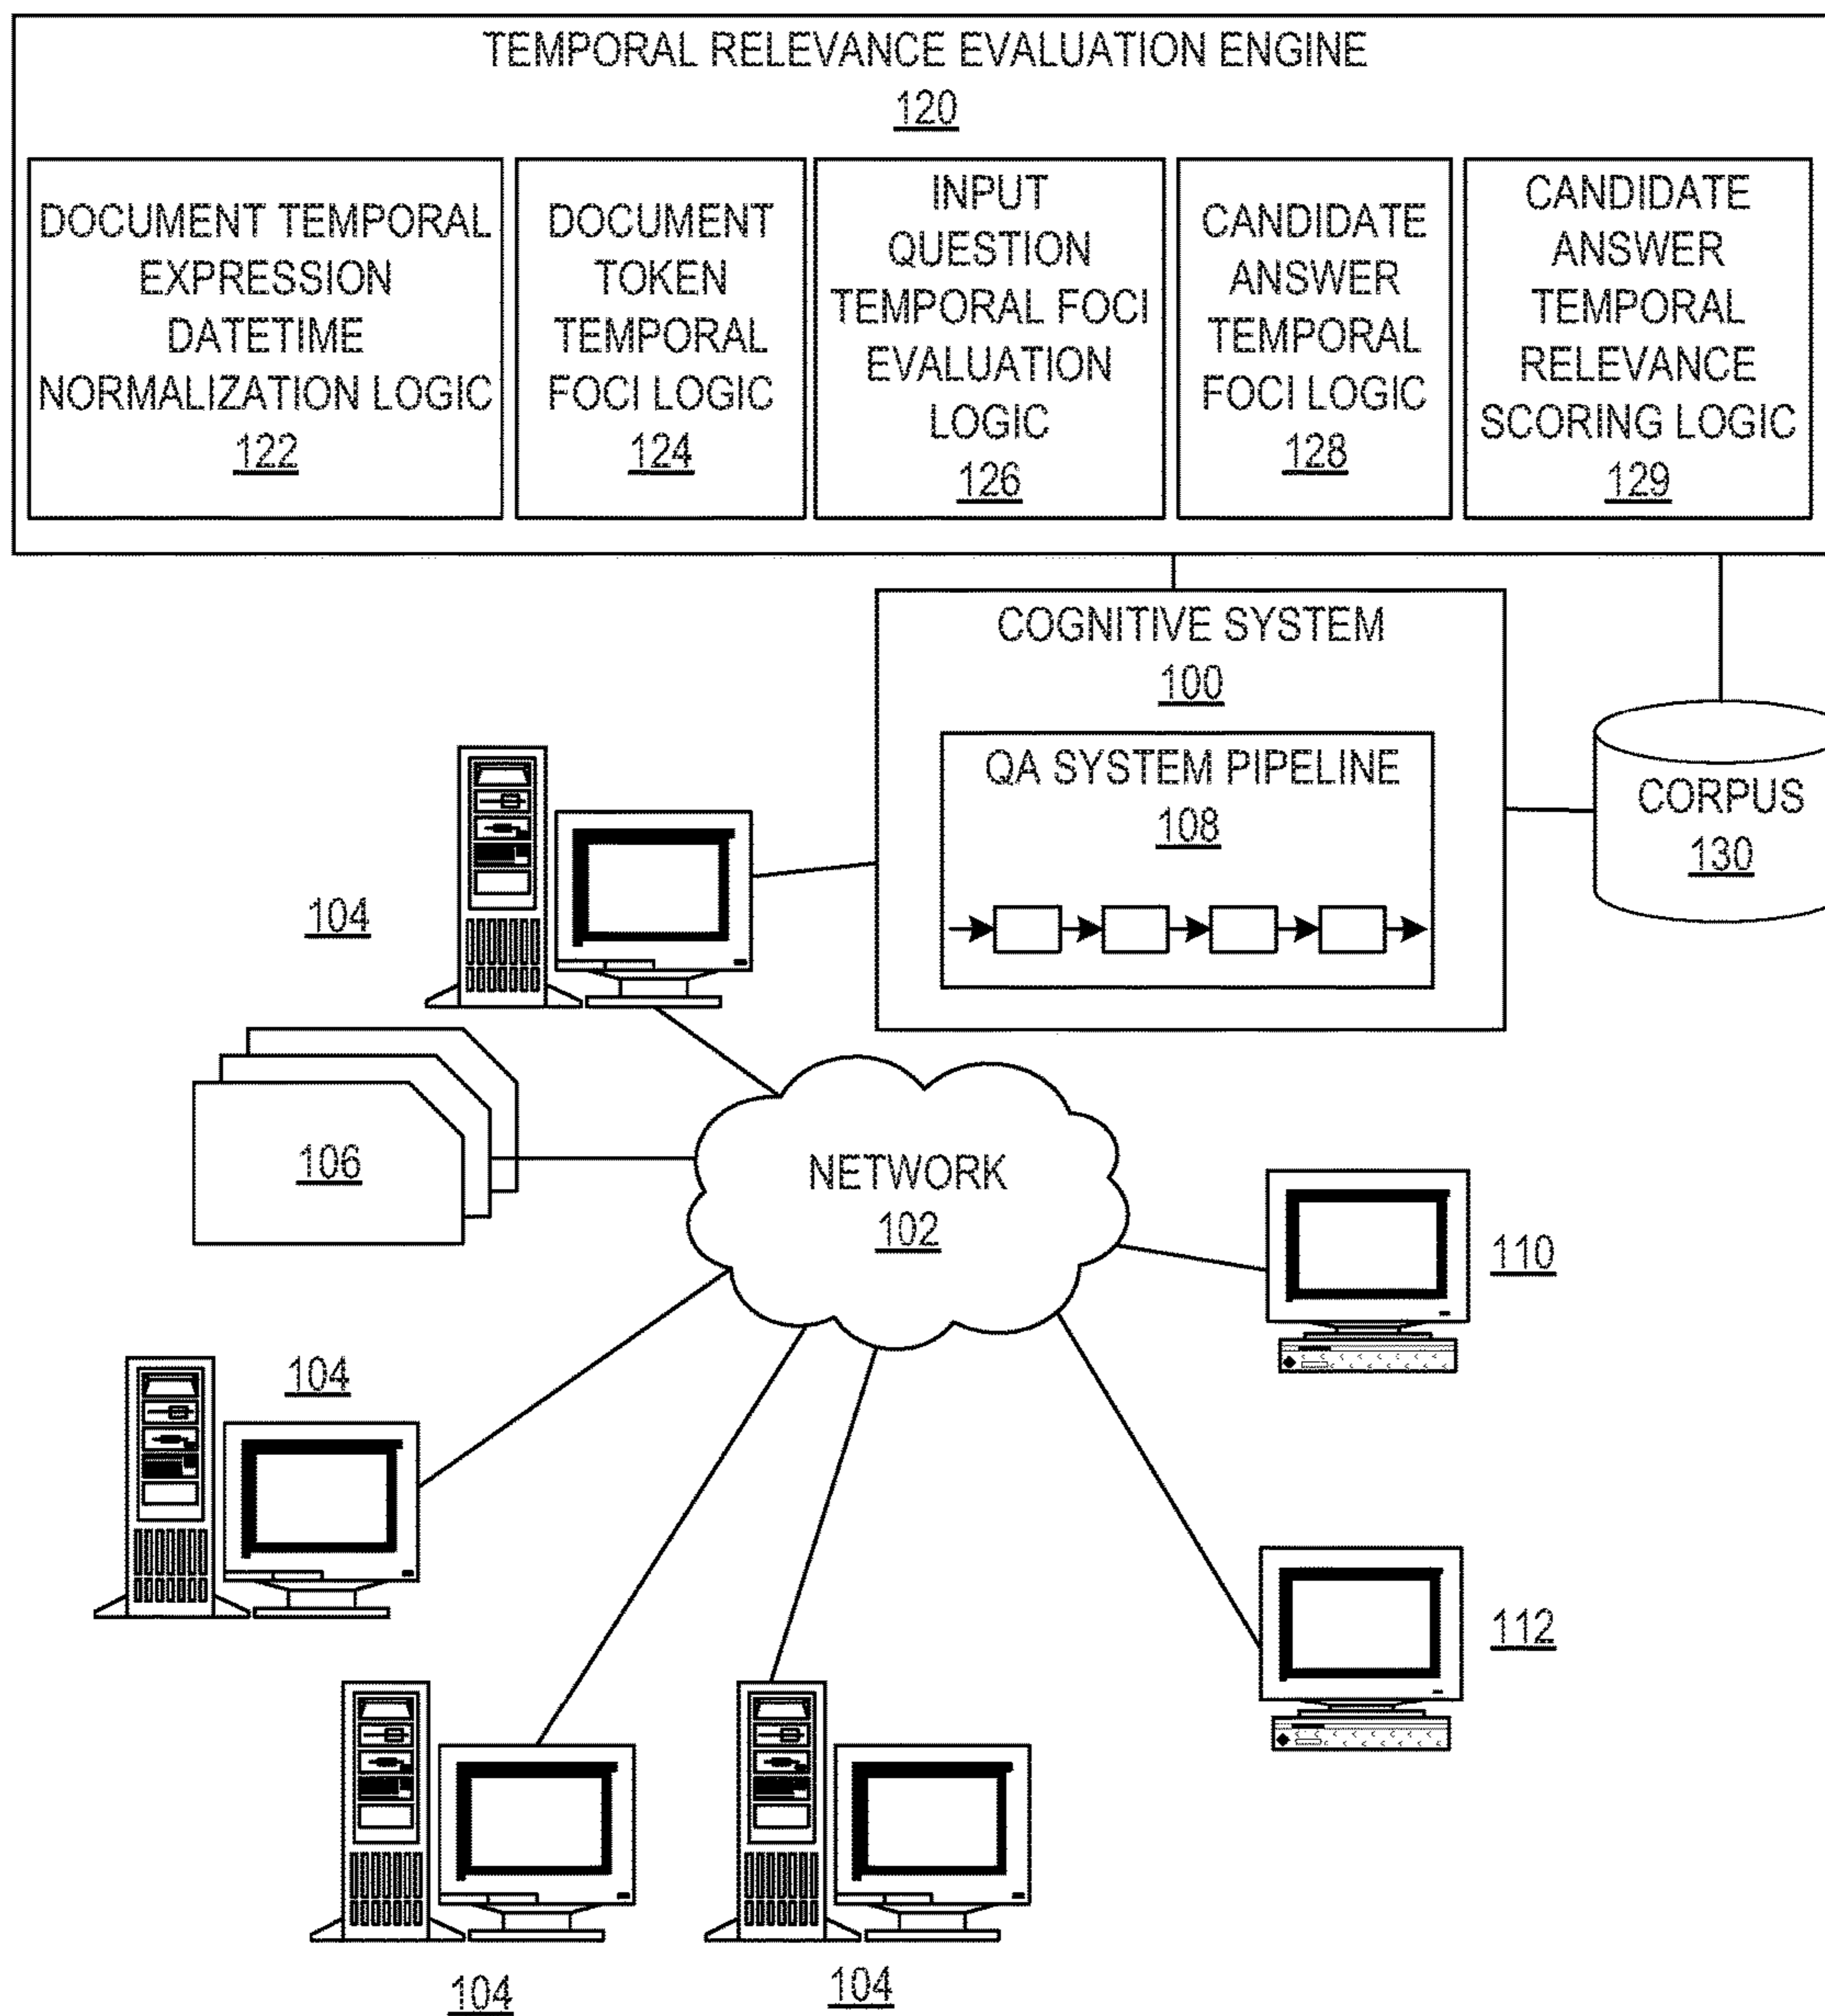 TEMPORAL RELEVANCE EVALUATION ENGINE
120
DOCUMENT TEMPORAL
EXPRESSION
DATETIME
NORMALIZATION LOGIC
122
DOCUMENT
TOKEN
TEMPORAL
FOCI LOGIC
124
INPUT
QUESTION
TEMPORAL FOCI
EVALUATION
LOGIC
126
CANDIDATE
ANSWER
TEMPORAL
FOCI LOGIC
128
CANDIDATE
ANSWER
TEMPORAL
RELEVANCE
SCORING LOGIC
129
COGNITIVE SYSTEM
100
QA SYSTEM PIPELINE
108
CORPUS
130
104
106
NETWORK
102
110
104
112
104
104